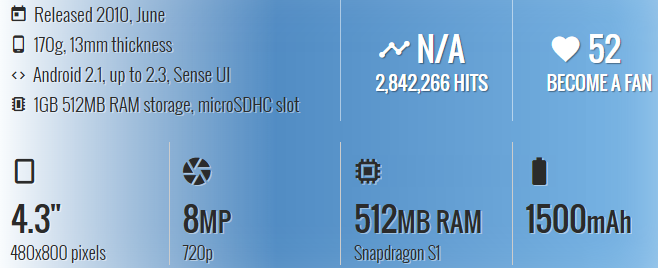 Released 2010, June
170g, 13mm thickness
Android 2.1, up to 2.3, Sense UI
1GB 512MB RAM storage, microSDHC slot
N/A
2,842,266 HITS
52
BECOME A FAN
4.3"
480x800 pixels
8MP
720p
512MB RAM
Snapdragon S1
1500mAh